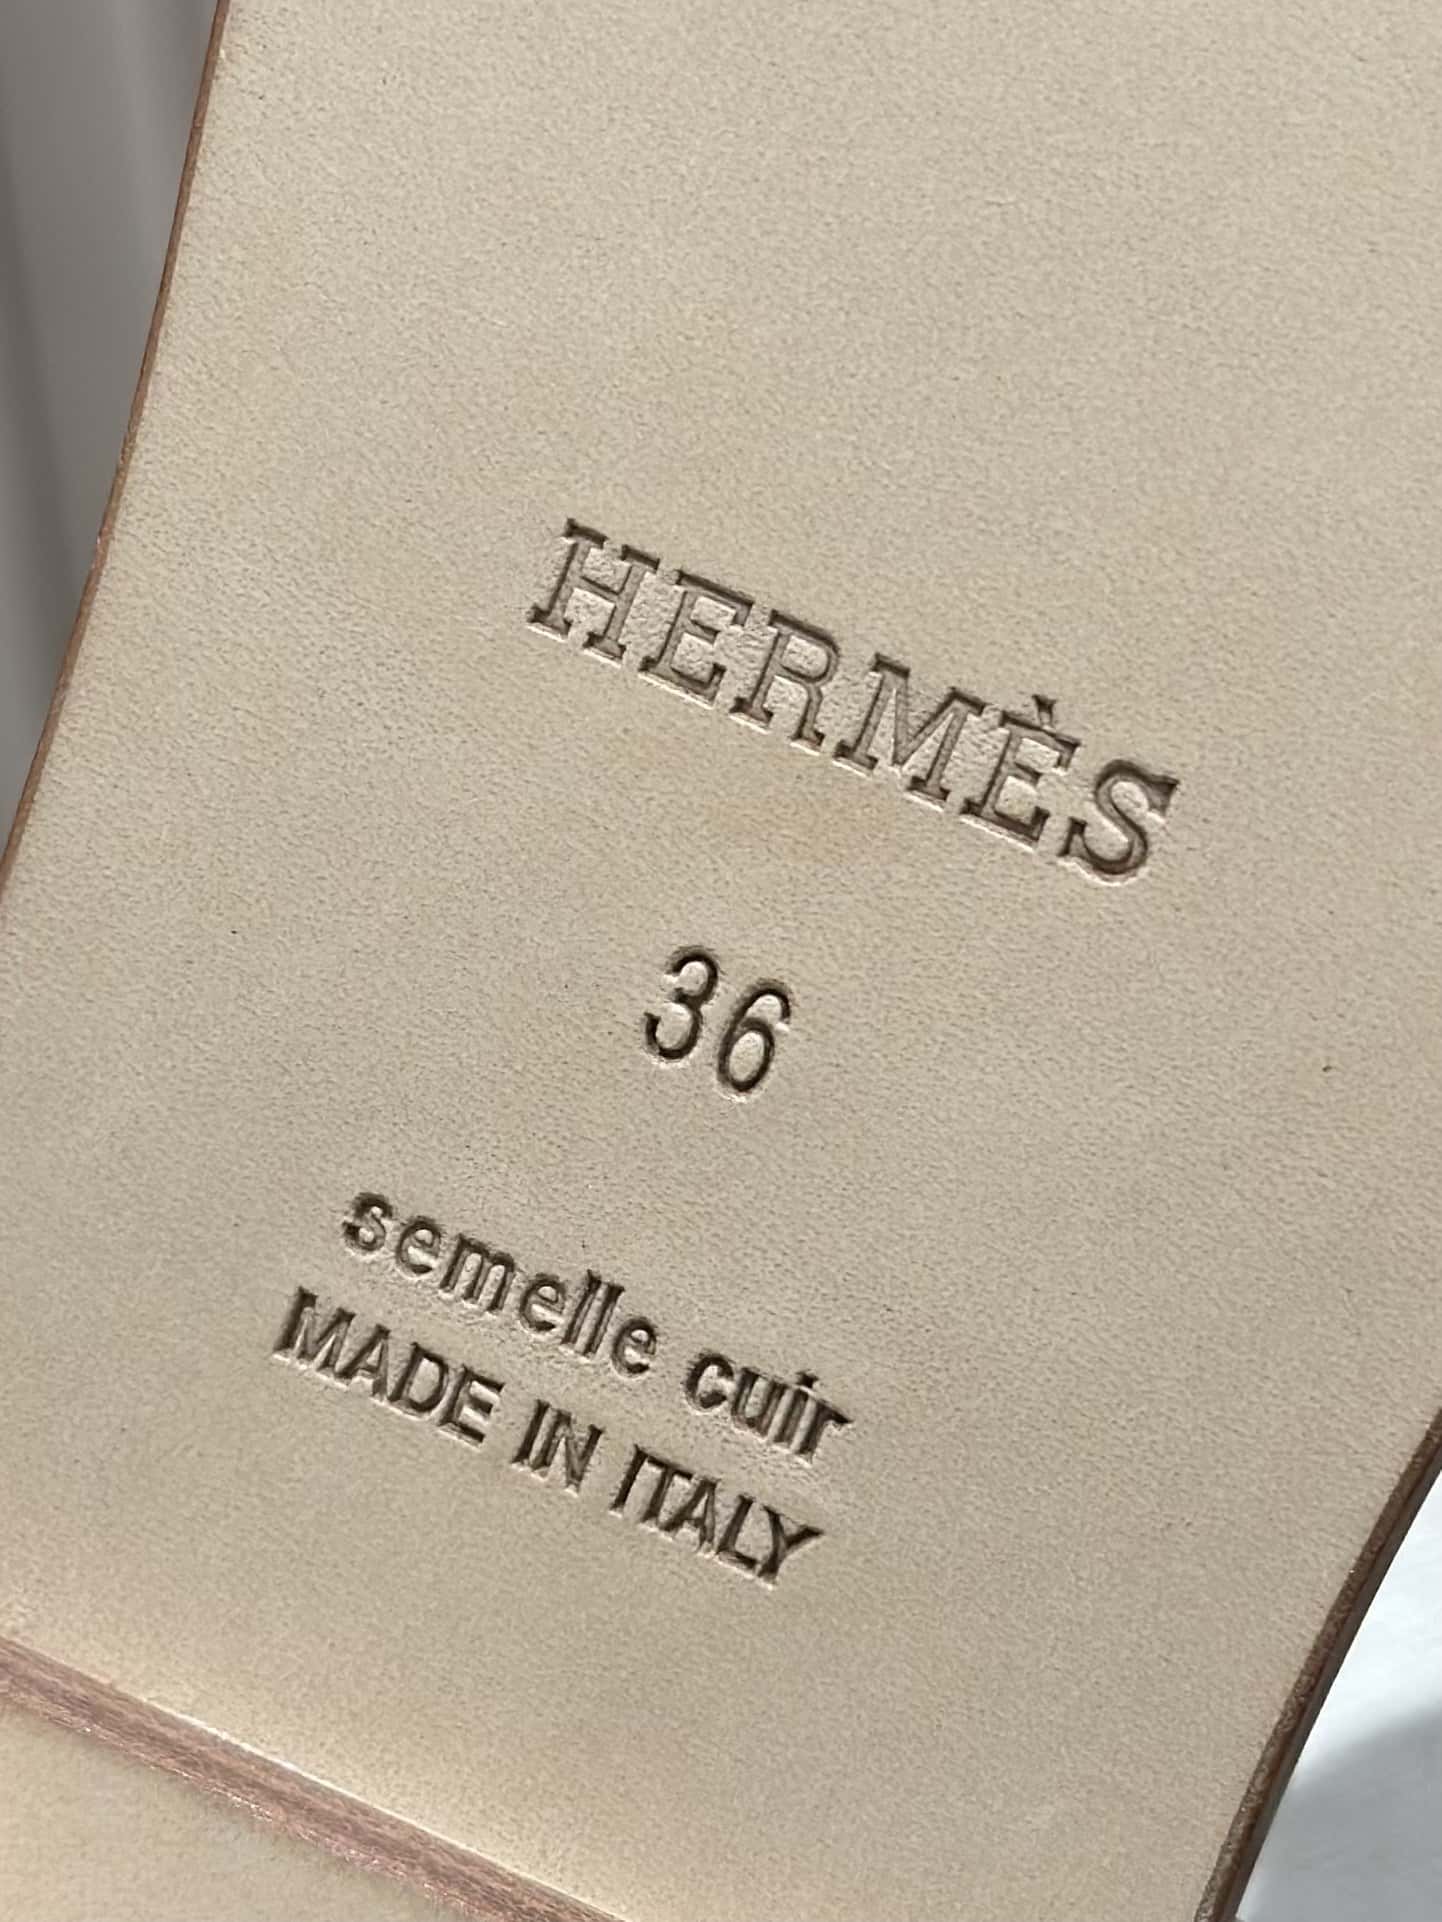 HERMÈS
36
semelle cuir
MADE IN ITALY